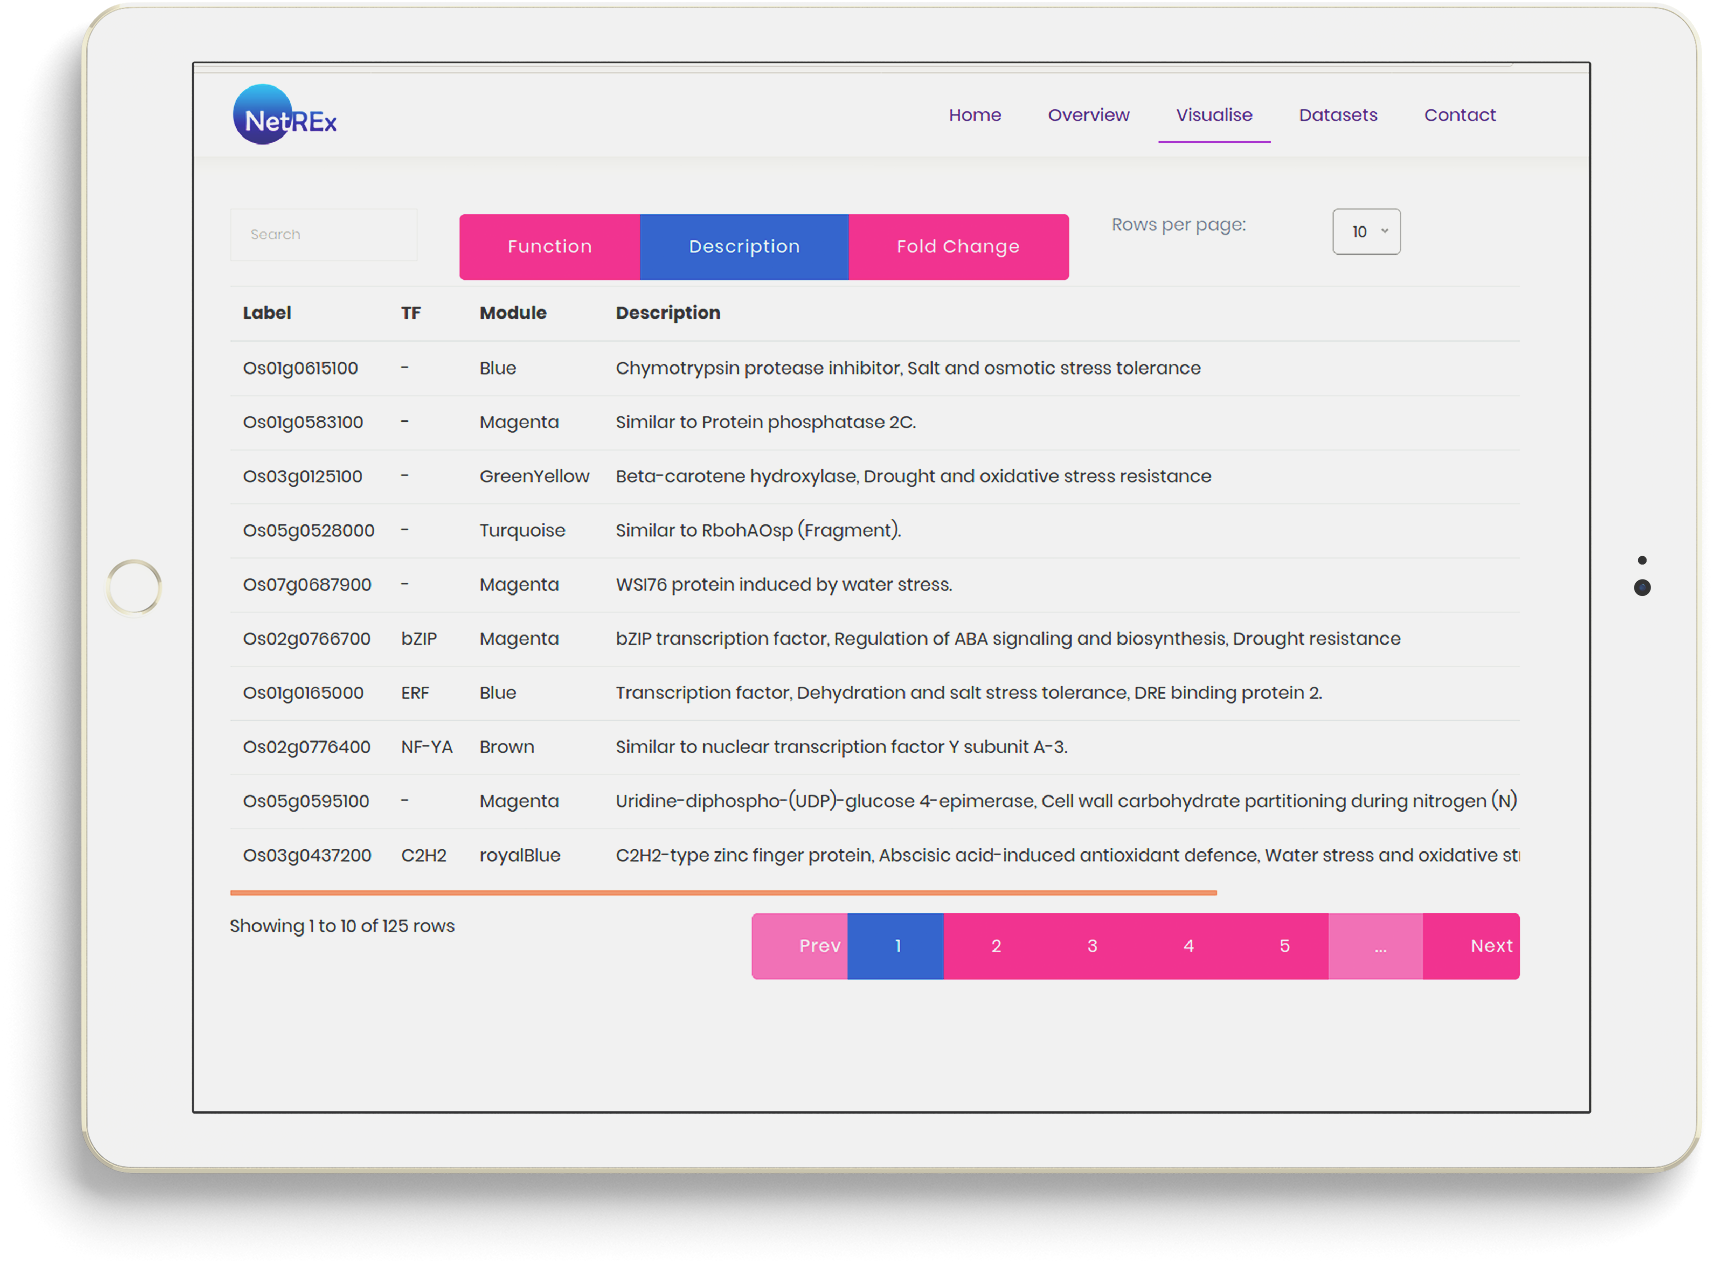 NetREx
Home Overview Visualise Datasets Contact
Search
Function Description Fold Change
Rows per page: 10
Label TF Module Description
Os01g0615100 - Blue Chymotrypsin protease inhibitor, Salt and osmotic stress tolerance
Os01g0583100 - Magenta Similar to Protein phosphatase 2C.
Os03g0125100 - GreenYellow Beta-carotene hydroxylase, Drought and oxidative stress resistance
Os05g0528000 - Turquoise Similar to RbohAOsp (Fragment).
Os07g0687900 - Magenta WSI76 protein induced by water stress.
Os02g0766700 bZIP Magenta bZIP transcription factor, Regulation of ABA signaling and biosynthesis, Drought resistance
Os01g0165000 ERF Blue Transcription factor, Dehydration and salt stress tolerance, DRE binding protein 2.
Os02g0776400 NF-YA Brown Similar to nuclear transcription factor Y subunit A-3.
Os05g0595100 - Magenta Uridine-diphospho-(UDP)-glucose 4-epimerase, Cell wall carbohydrate partitioning during nitrogen (N)
Os03g0437200 C2H2 royalBlue C2H2-type zinc finger protein, Abscisic acid-induced antioxidant defence, Water stress and oxidative
Showing 1 to 10 of 125 rows
Prev 1 2 3 4 5 ... Next